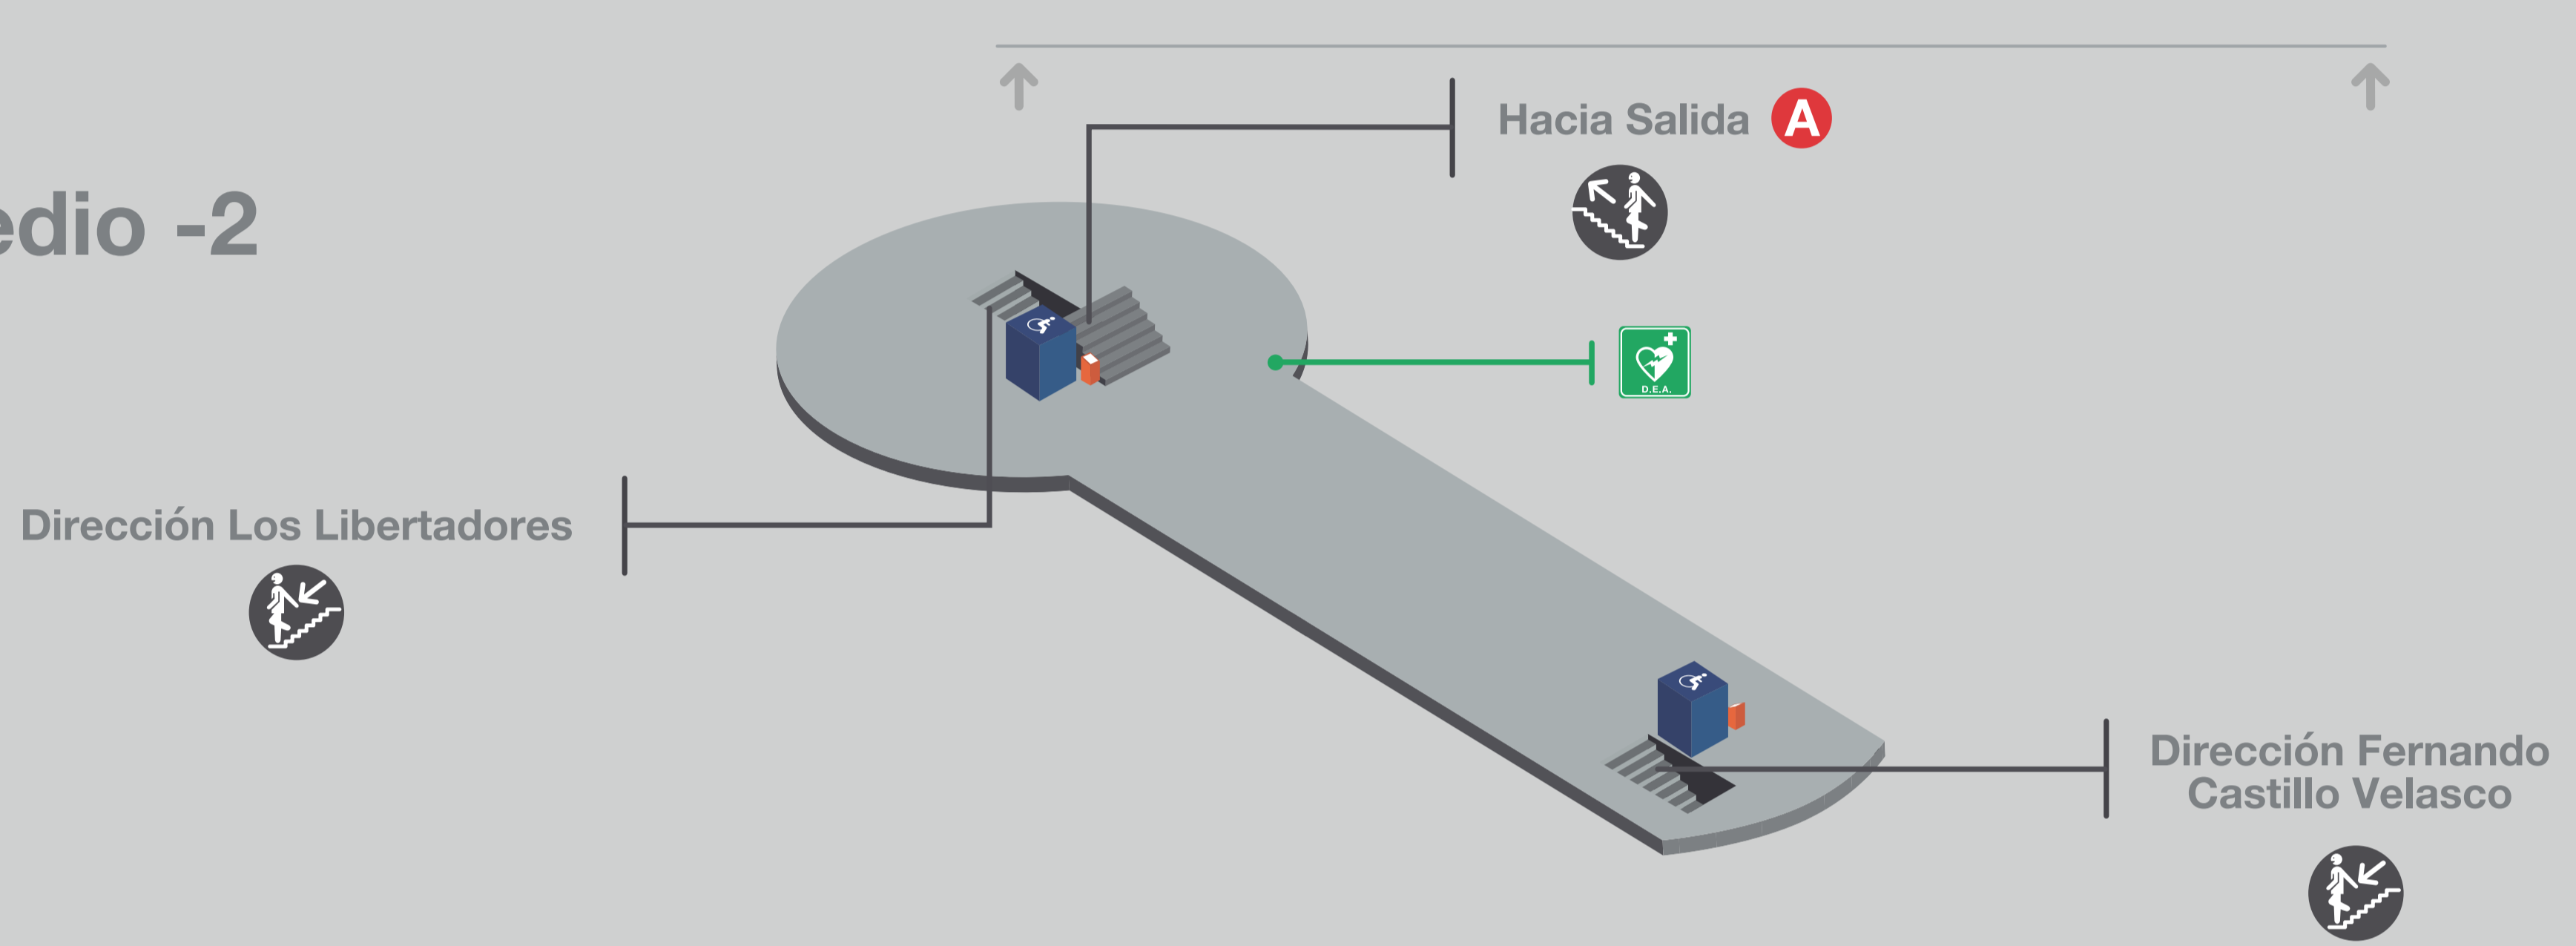 Hacia Salida A
edio -2
D.E.A.
Dirección Los Libertadores
Dirección Fernando
Castillo Velasco